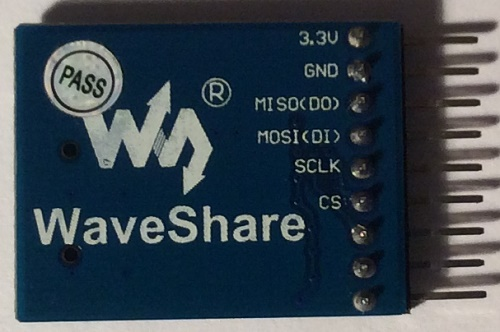 PASS
®
3.3V
GND
MISO(DO)
MOSI(DI)
SCLK
CS
WaveShare